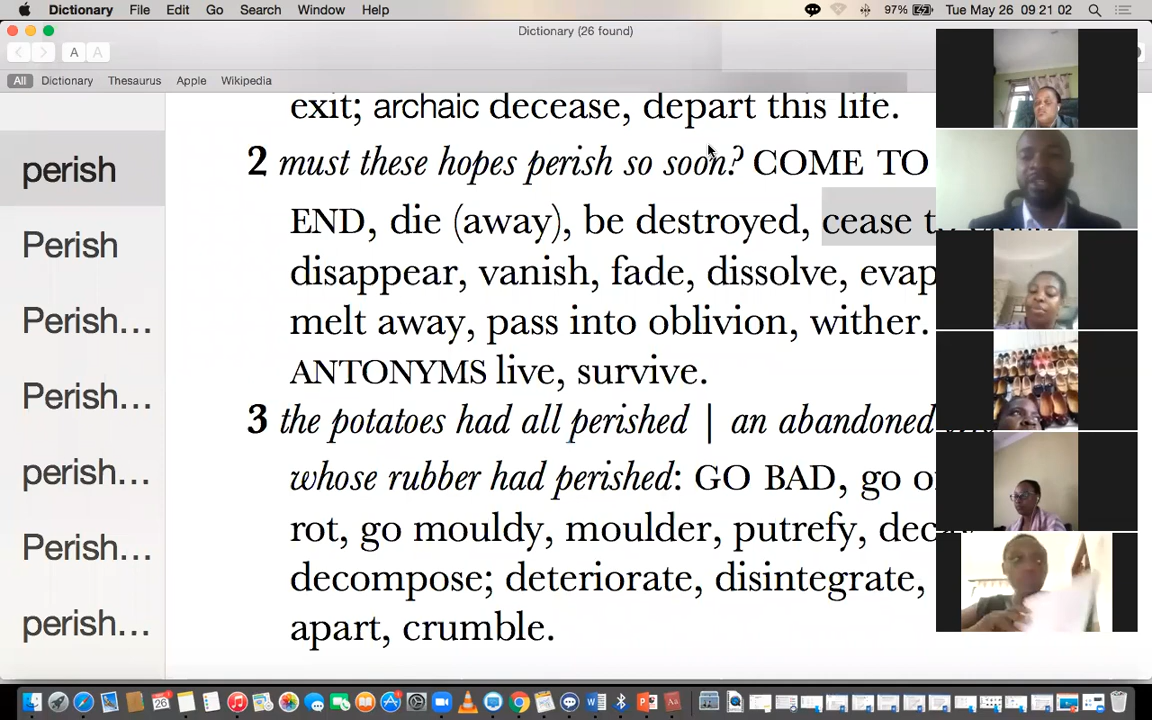 Dictionary File Edit Go Search Window Help 97% Tue May 26 09 21 02
Dictionary (26 found)
A A
All Dictionary Thesaurus Apple Wikipedia
exit; archaic decease, depart this life.
perish
2 must these hopes perish so soon? COME TO
END, die (away), be destroyed, cease
Perish
disappear, vanish, fade, dissolve,
Perish…
melt away, pass into oblivion, wither.
ANTONYMS live, survive.
Perish…
3 the potatoes had all perished | an abandoned
perish…
whose rubber had perished: GO BAD, go
rot, go mouldy, moulder, putrefy,
Perish…
decompose; deteriorate, disintegrate,
perish…
apart, crumble.
26